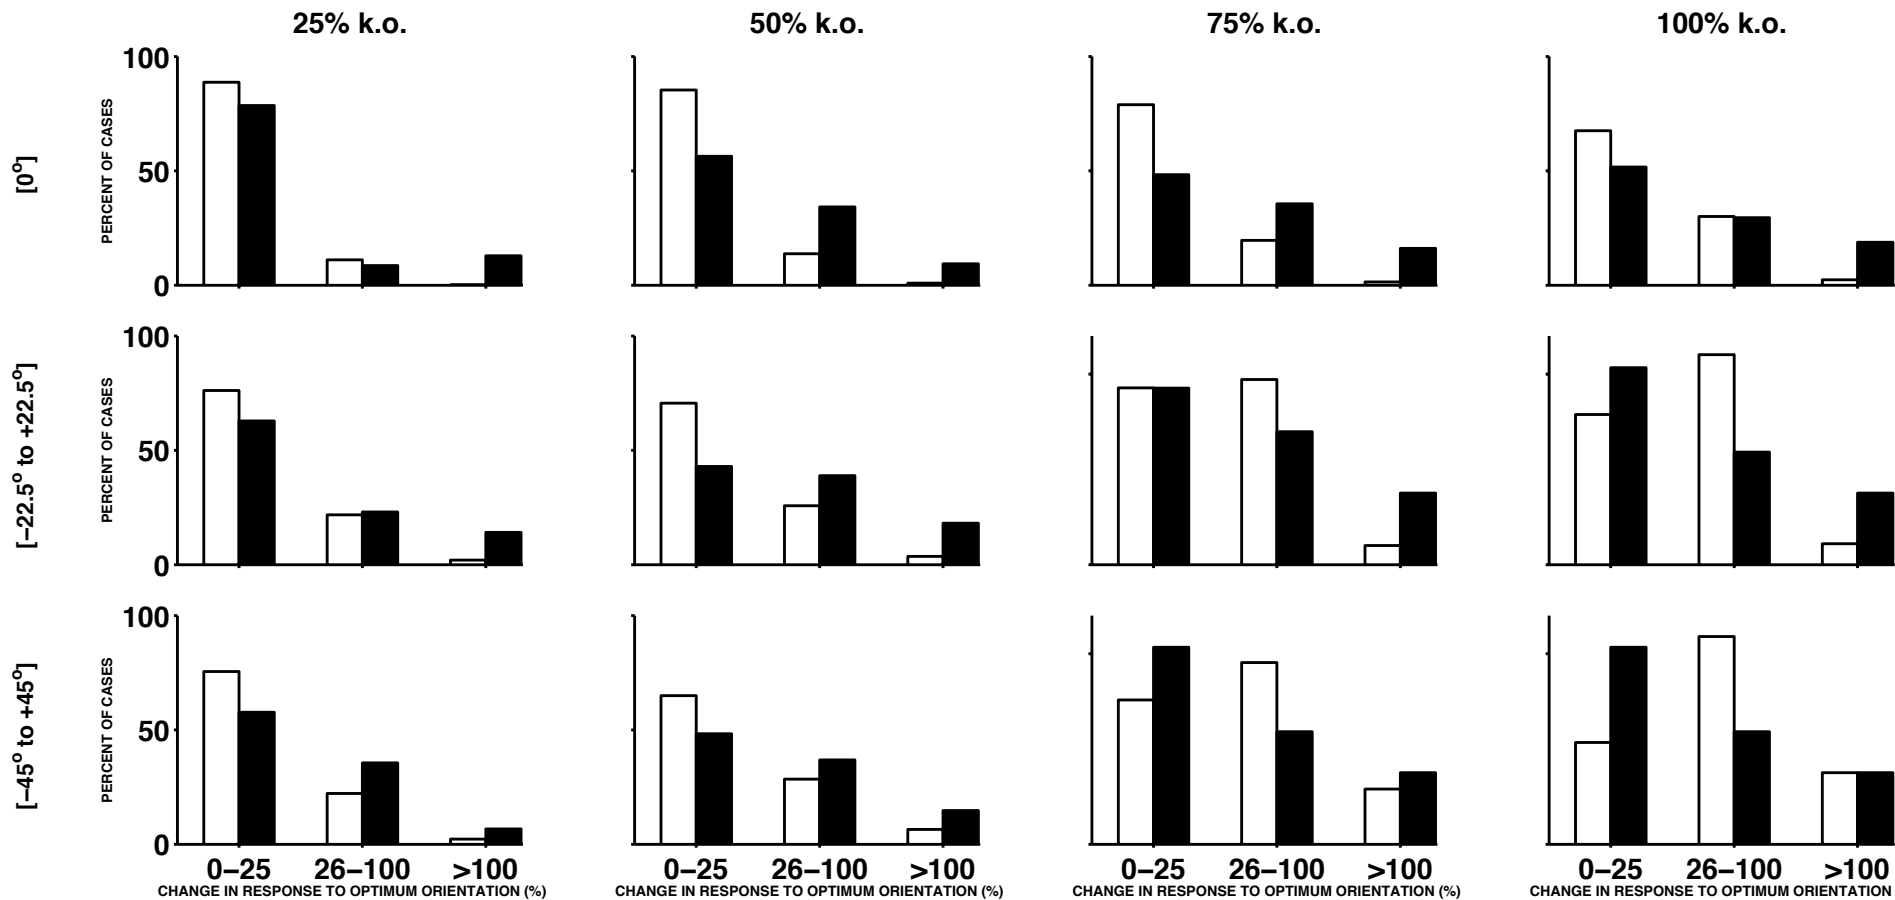 25% k.o. 50% k.o. 75% k.o. 100% k.o.
[0°]
PERCENT OF CASES
100
50
0
[–22.5° to +22.5°]
PERCENT OF CASES
100
50
0
[–45° to +45°]
PERCENT OF CASES
100
50
0
0–25 26–100 >100 0–25 26–100 >100 0–25 26–100 >100 0–25 26–100 >100
CHANGE IN RESPONSE TO OPTIMUM ORIENTATION (%) CHANGE IN RESPONSE TO OPTIMUM ORIENTATION (%) CHANGE IN RESPONSE TO OPTIMUM ORIENTATION (%) CHANGE IN RESPONSE TO OPTIMUM ORIENTATION